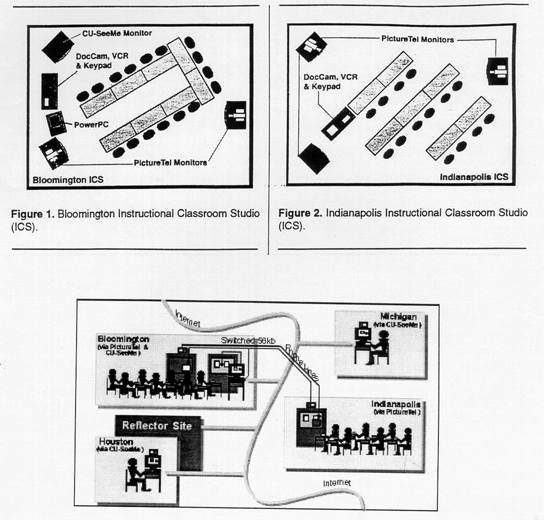 CU-SeeMe Monitor
DocCam, VCR
& Keypad
PowerPC
PictureTel Monitors
Bloomington ICS
PictureTel Monitors
DocCam, VCR
& Keypad
Indianapolis ICS
Figure 1. Bloomington Instructional Classroom Studio
(ICS).
Figure 2. Indianapolis Instructional Classroom Studio
(ICS).
Internet
Michigan
(via CU-SeeMe)
Bloomington
(via PictureTel &
CU-SeeMe)
Switched 56kb
Phone Lines
Indianapolis
(via PictureTel)
Reflector Site
Houston
(via CU-SeeMe)
Internet